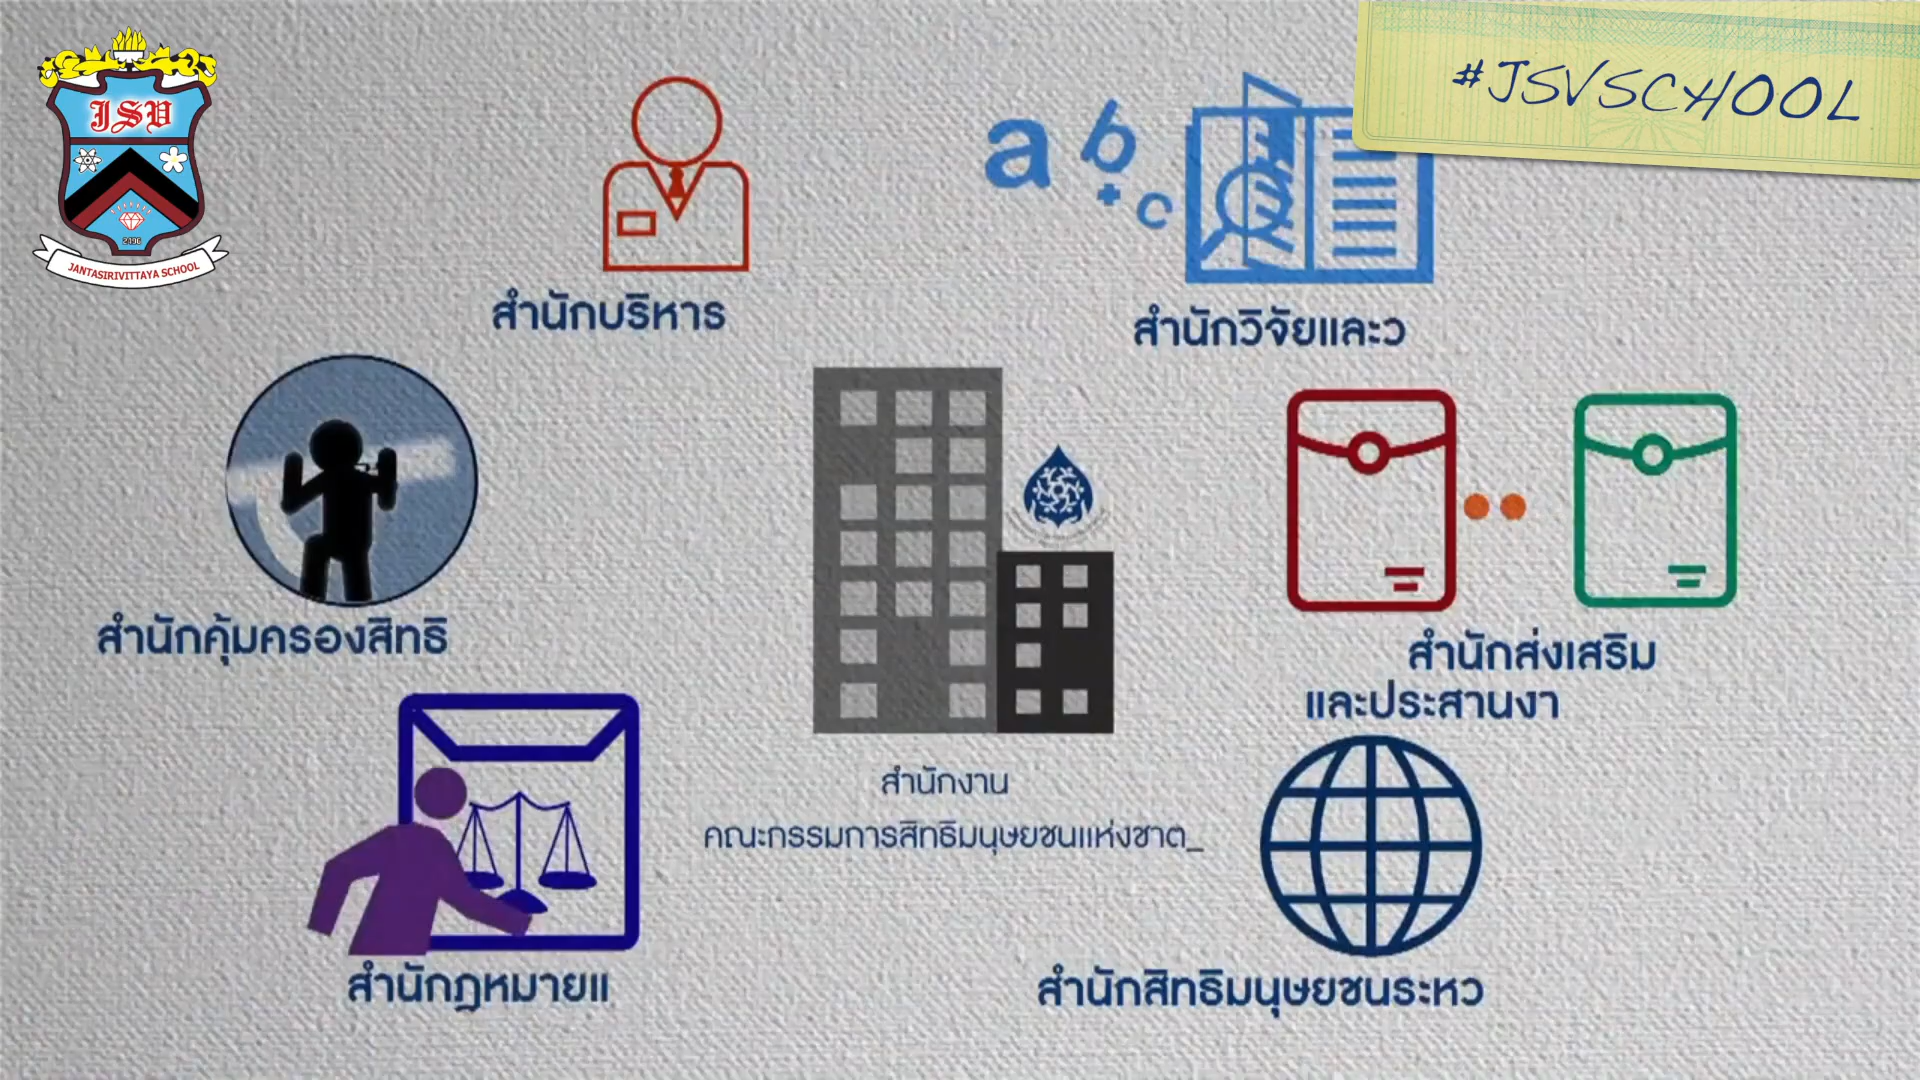 JSV
2496
JANTASIRIVITTAYA SCHOOL
#JSVSCHOOL
a b c
สำนักบริหาร
สำนักวิจัยและว
สำนักคุ้มครองสิทธิ
สำนักส่งเสริม
และประสานงา
สำนักงาน
คณะกรรมการสิทธิมนุษยชนแห่งชาต_
สำนักกฎหมายแ
สำนักสิทธิมนุษยชนระหว